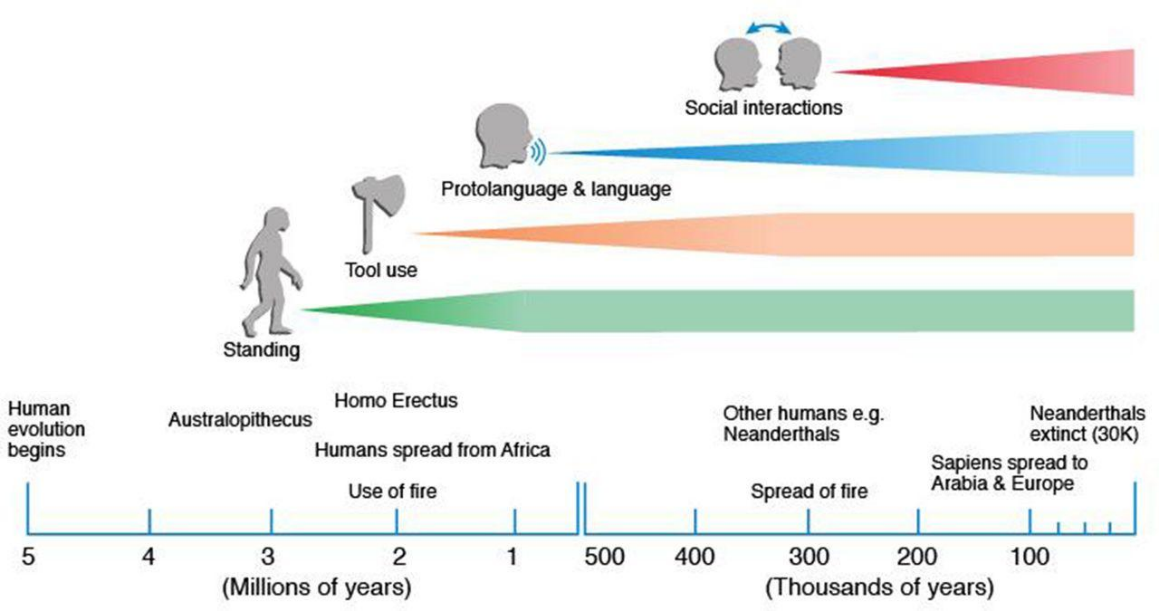 Social interactions
Protolanguage & language
Tool use
Standing
Human
evolution
begins
Australopithecus
Homo Erectus
Humans spread from Africa
Use of fire
Other humans e.g.
Neanderthals
Spread of fire
Neanderthals
extinct (30K)
Sapiens spread to
Arabia & Europe
5 4 3 2 1 500 400 300 200 100
(Millions of years) (Thousands of years)